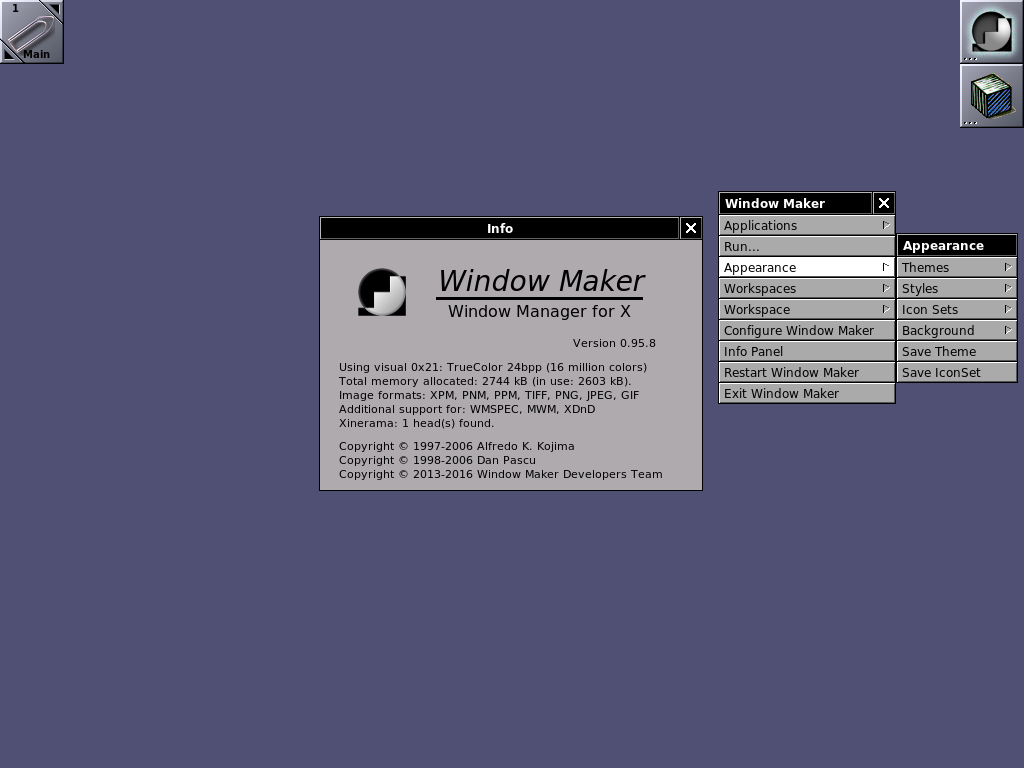 1
Main
Info
Window Maker
Window Manager for X
Version 0.95.8
Using visual 0x21: TrueColor 24bpp (16 million colors)
Total memory allocated: 2744 kB (in use: 2603 kB).
Image formats: XPM, PNM, PPM, TIFF, PNG, JPEG, GIF
Additional support for: WMSPEC, MWM, XDnD
Xinerama: 1 head(s) found.
Copyright © 1997-2006 Alfredo K. Kojima
Copyright © 1998-2006 Dan Pascu
Copyright © 2013-2016 Window Maker Developers Team
Window Maker
Applications
Run...
Appearance
Workspaces
Workspace
Configure Window Maker
Info Panel
Restart Window Maker
Exit Window Maker
Appearance
Themes
Styles
Icon Sets
Background
Save Theme
Save IconSet